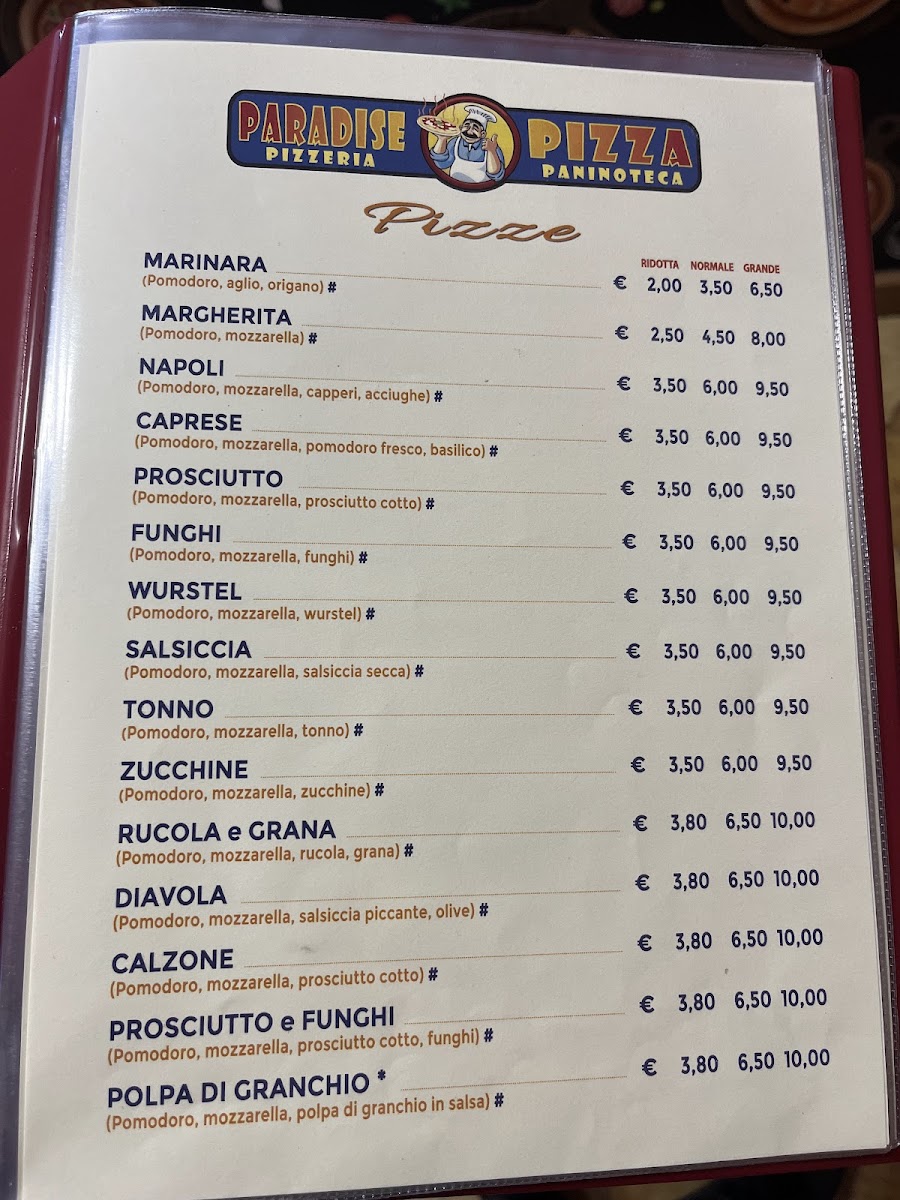 PARADISE PIZZA
PIZZERIA PANINOTECA
Pizze
RIDOTTA NORMALE GRANDE
MARINARA € 2,00 3,50 6,50
(Pomodoro, aglio, origano) #
MARGHERITA € 2,50 4,50 8,00
(Pomodoro, mozzarella) #
NAPOLI € 3,50 6,00 9,50
(Pomodoro, mozzarella, capperi, acciughe) #
CAPRESE € 3,50 6,00 9,50
(Pomodoro, mozzarella, pomodoro fresco, basilico) #
PROSCIUTTO € 3,50 6,00 9,50
(Pomodoro, mozzarella, prosciutto cotto) #
FUNGHI € 3,50 6,00 9,50
(Pomodoro, mozzarella, funghi) #
WURSTEL € 3,50 6,00 9,50
(Pomodoro, mozzarella, wurstel) #
SALSICCIA € 3,50 6,00 9,50
(Pomodoro, mozzarella, salsiccia secca) #
TONNO € 3,50 6,00 9,50
(Pomodoro, mozzarella, tonno) #
ZUCCHINE € 3,50 6,00 9,50
(Pomodoro, mozzarella, zucchine) #
RUCOLA e GRANA € 3,80 6,50 10,00
(Pomodoro, mozzarella, rucola, grana) #
DIAVOLA € 3,80 6,50 10,00
(Pomodoro, mozzarella, salsiccia piccante, olive) #
CALZONE € 3,80 6,50 10,00
(Pomodoro, mozzarella, prosciutto cotto) #
PROSCIUTTO e FUNGHI € 3,80 6,50 10,00
(Pomodoro, mozzarella, prosciutto cotto, funghi) #
POLPA DI GRANCHIO * € 3,80 6,50 10,00
(Pomodoro, mozzarella, polpa di granchio in salsa) #